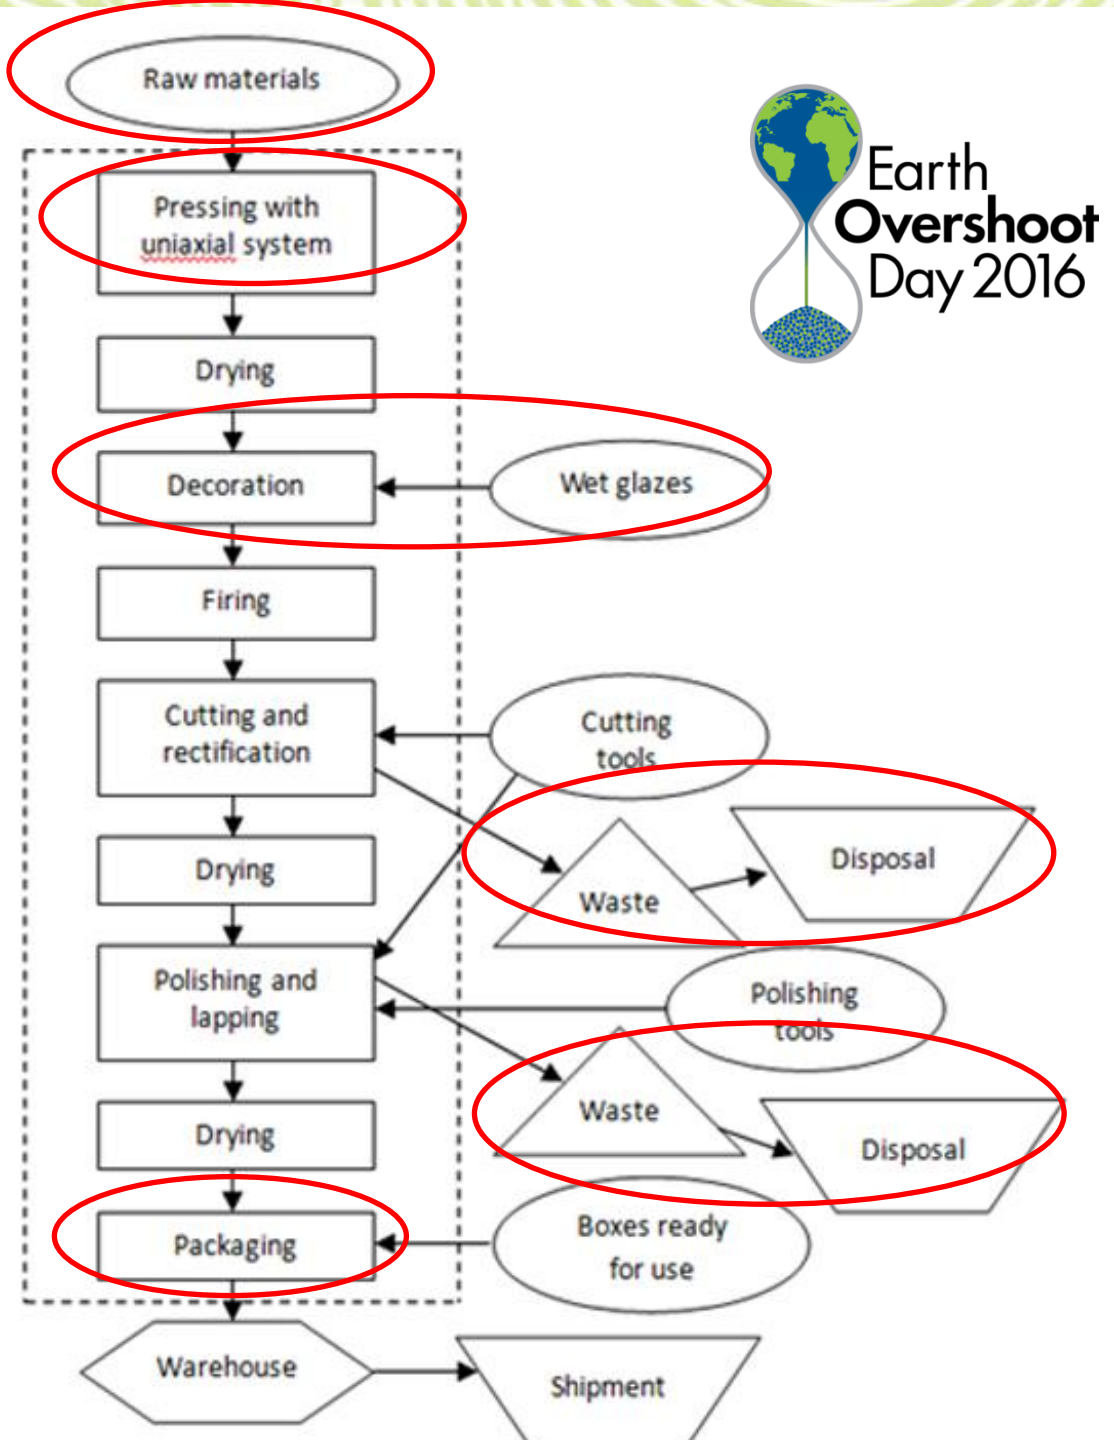 Raw materials
Earth
Overshoot
Day 2016
Pressing with
uniaxial system
Drying
Decoration
Wet glazes
Firing
Cutting and
rectification
Cutting
tools
Drying
Waste
Disposal
Polishing and
lapping
Polishing
tools
Waste
Disposal
Drying
Packaging
Boxes ready
for use
Warehouse
Shipment